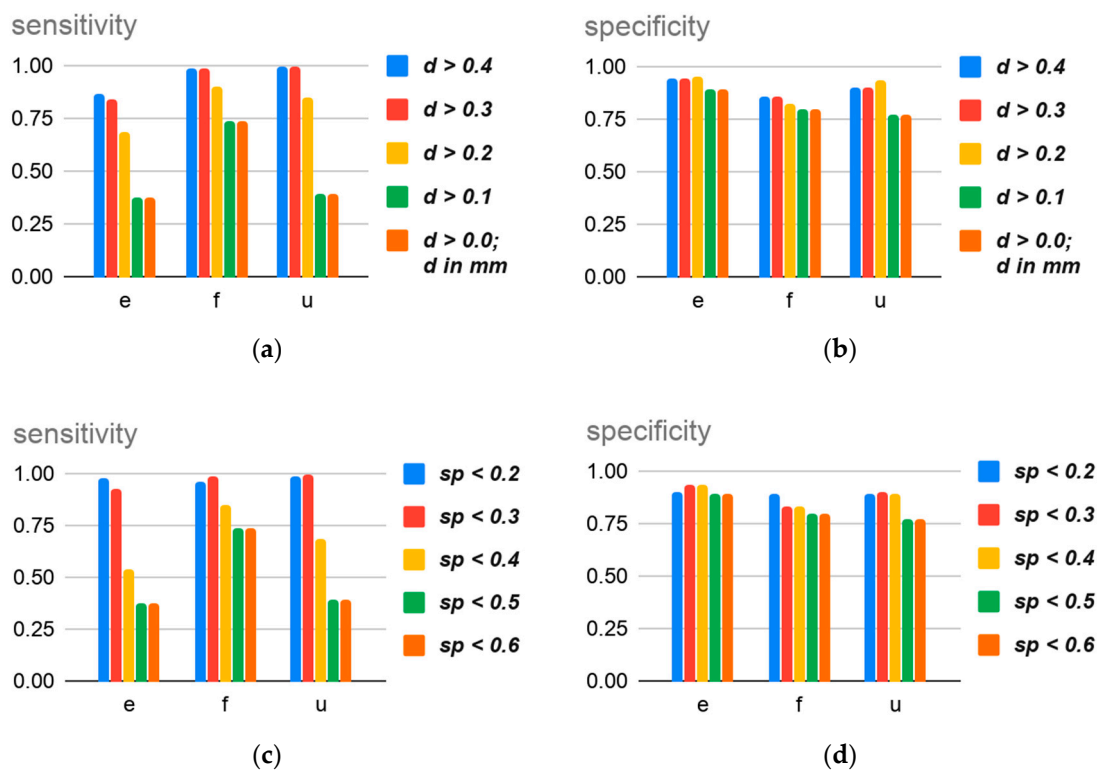 sensitivity
1.00
0.75
0.50
0.25
0.00
e f u
d > 0.4
d > 0.3
d > 0.2
d > 0.1
d > 0.0;
d in mm
(a)
specificity
1.00
0.75
0.50
0.25
0.00
e f u
d > 0.4
d > 0.3
d > 0.2
d > 0.1
d > 0.0;
d in mm
(b)
sensitivity
1.00
0.75
0.50
0.25
0.00
e f u
sp < 0.2
sp < 0.3
sp < 0.4
sp < 0.5
sp < 0.6
(c)
specificity
1.00
0.75
0.50
0.25
0.00
e f u
sp < 0.2
sp < 0.3
sp < 0.4
sp < 0.5
sp < 0.6
(d)